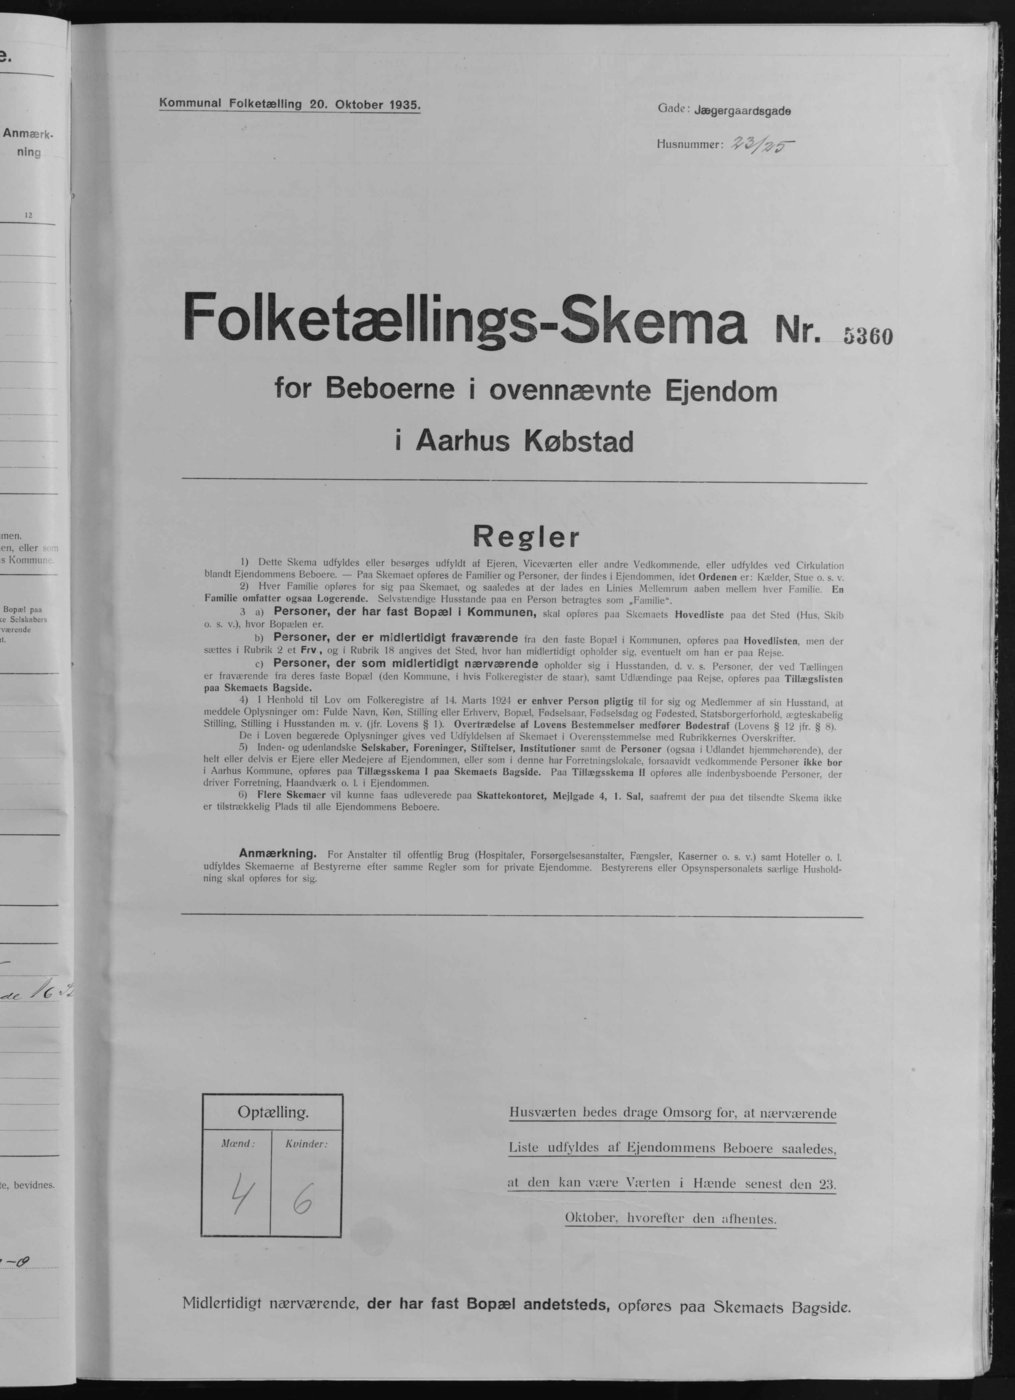 e.
Anmærk-
ning
12
men.
en, eller som
s Kommune.
Bopæl paa
ke Selskabers
værende
de 16
te, bevidnes.
Kommunal Folketælling 20. Oktober 1935.
Gade: Jægergaardsgade
Husnummer: 23/25
Folketællings-Skema Nr. 5360
for Beboerne i ovennævnte Ejendom
i Aarhus Købstad
Regler
1) Dette Skema udfyldes eller besørges udfyldt af Ejeren, Viceværten eller andre Vedkommende, eller udfyldes ved Cirkulation
blandt Ejendommens Beboere. — Paa Skemaet opføres de Familier og Personer, der findes i Ejendommen, idet Ordenen er: Kælder, Stue o. s. v.
2) Hver Familie opføres for sig paa Skemaet, og saaledes at der lades en Linies Mellemrum aaben mellem hver Familie. En
Familie omfatter ogsaa Logerende. Selvstændige Husstande paa en Person betragtes som „Familie“.
3 a) Personer, der har fast Bopæl i Kommunen, skal opføres paa Skemaets Hovedliste paa det Sted (Hus, Skib
o. s. v.), hvor Bopælen er.
b) Personer, der er midlertidigt fraværende fra den faste Bopæl i Kommunen, opføres paa Hovedlisten, men der
sættes i Rubrik 2 et Frv., og i Rubrik 18 angives det Sted, hvor han midlertidigt opholder sig, eventuelt om han er paa Rejse.
c) Personer, der som midlertidigt nærværende opholder sig i Husstanden, d. v. s. Personer, der ved Tællingen
er fraværende fra deres faste Bopæl (den Kommune, i hvis Folkeregister de staar), samt Udlændinge paa Rejse, opføres paa Tillægslisten
paa Skemaets Bagside.
4) I Henhold til Lov om Folkeregistre af 14. Marts 1924 er enhver Person pligtig til for sig og Medlemmer af sin Husstand, at
meddele Oplysninger om: Fulde Navn, Køn, Stilling eller Erhverv, Bopæl, Fødselsaar, Fødselsdag og Fødested, Statsborgerforhold, ægteskabelig
Stilling, Stilling i Husstanden m. v. (jfr. Lovens § 1). Overtrædelse af Lovens Bestemmelser medfører Bødestraf (Lovens § 12 jfr. § 8).
De i Loven begærede Oplysninger gives ved Udfyldelsen af Skemaet i Overensstemmelse med Rubrikkernes Overskrifter.
5) Inden- og udenlandske Selskaber, Foreninger, Stiftelser, Institutioner samt de Personer (ogsaa i Udlandet hjemmehørende), der
helt eller delvis er Ejere eller Medejere af Ejendommen, eller som i denne har Forretningslokale, forsaavidt vedkommende Personer ikke bor
i Aarhus Kommune, opføres paa Tillægsskema I paa Skemaets Bagside. Paa Tillægsskema II opføres alle indenbysboende Personer, der
driver Forretning, Haandværk o. l. i Ejendommen.
6) Flere Skemaer vil kunne faas udleverede paa Skattekontoret, Mejlgade 4, 1. Sal, saafremt der paa det tilsendte Skema ikke
er tilstrækkelig Plads til alle Ejendommens Beboere.
Anmærkning. For Anstalter til offentlig Brug (Hospitaler, Forsørgelsesanstalter, Fængsler, Kaserner o. s. v.) samt Hoteller o. l.
udfyldes Skemaerne af Bestyrerne efter samme Regler som for private Ejendomme. Bestyrerens eller Opsynspersonalets særlige Hushold-
ning skal opføres for sig.
Optælling.
Mænd: Kvinder:
4 6
Husværten bedes drage Omsorg for, at nærværende
Liste udfyldes af Ejendommens Beboere saaledes,
at den kan være Værten i Hænde senest den 23.
Oktober, hvorefter den afhentes.
Midlertidigt nærværende, der har fast Bopæl andetsteds, opføres paa Skemaets Bagside.